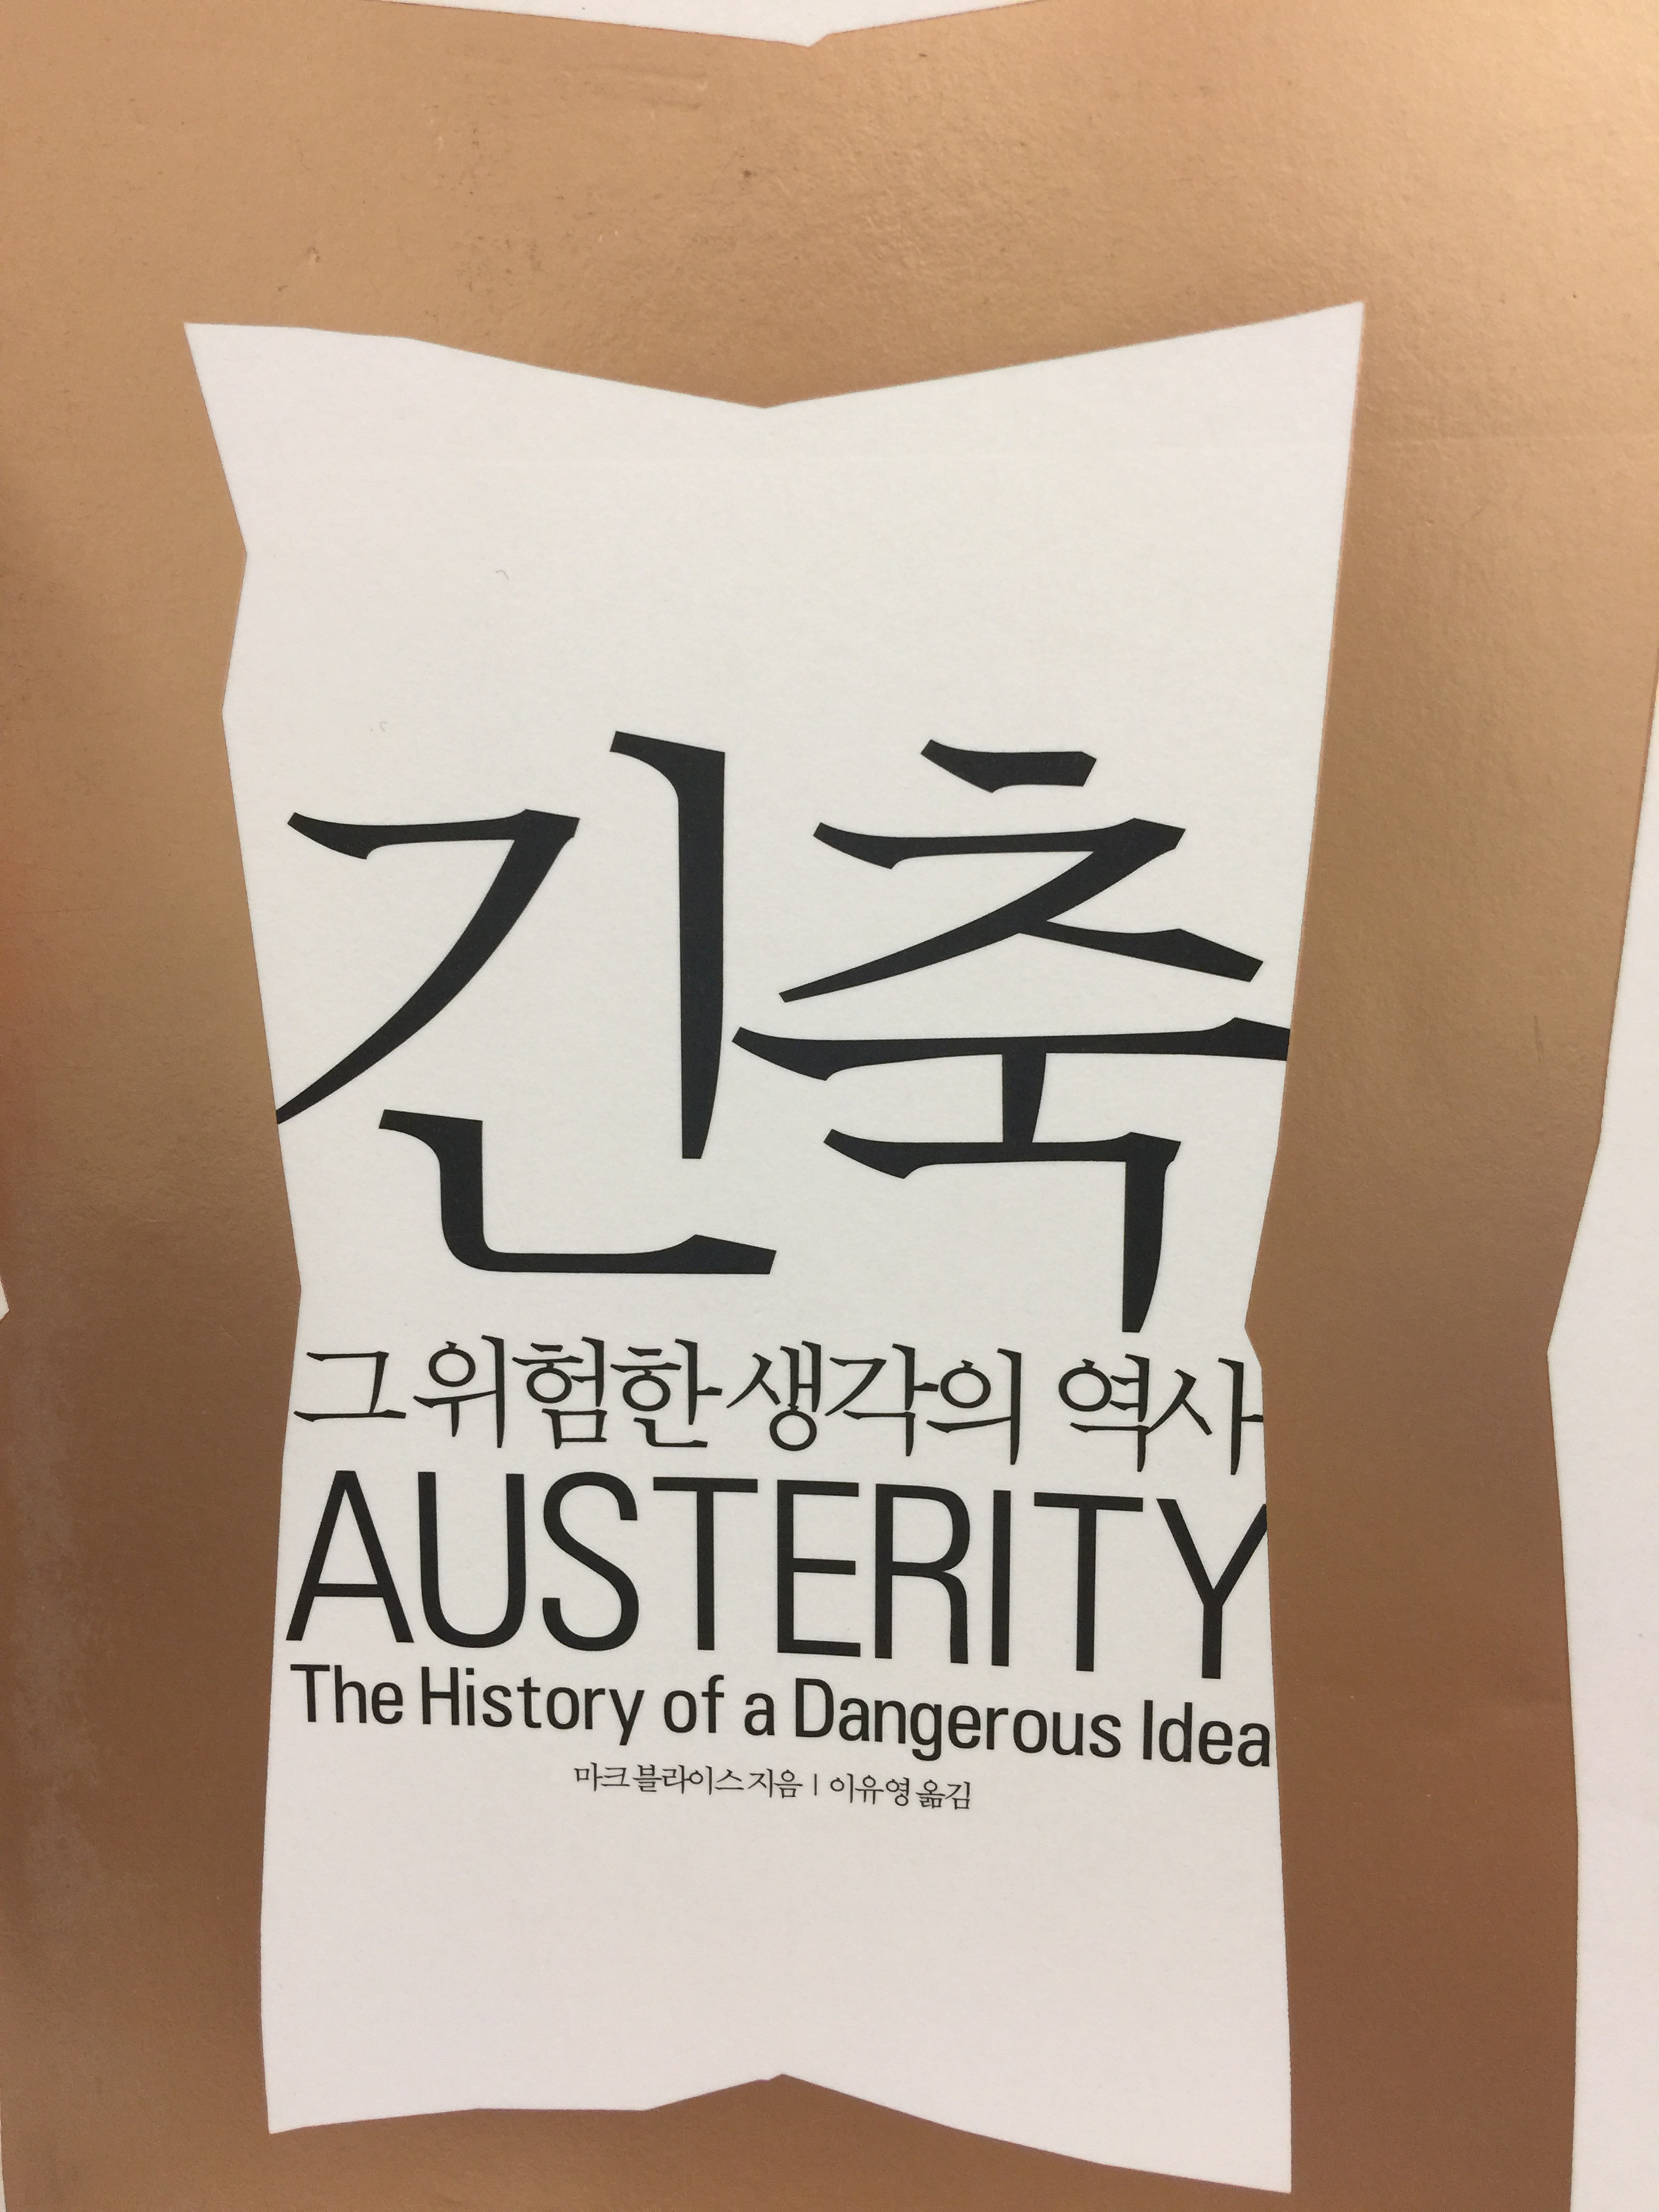 긴축
그 위험한 생각의 역사
AUSTERITY
The History of a Dangerous Idea
마크 블라이스 지음 | 이유영 옮김